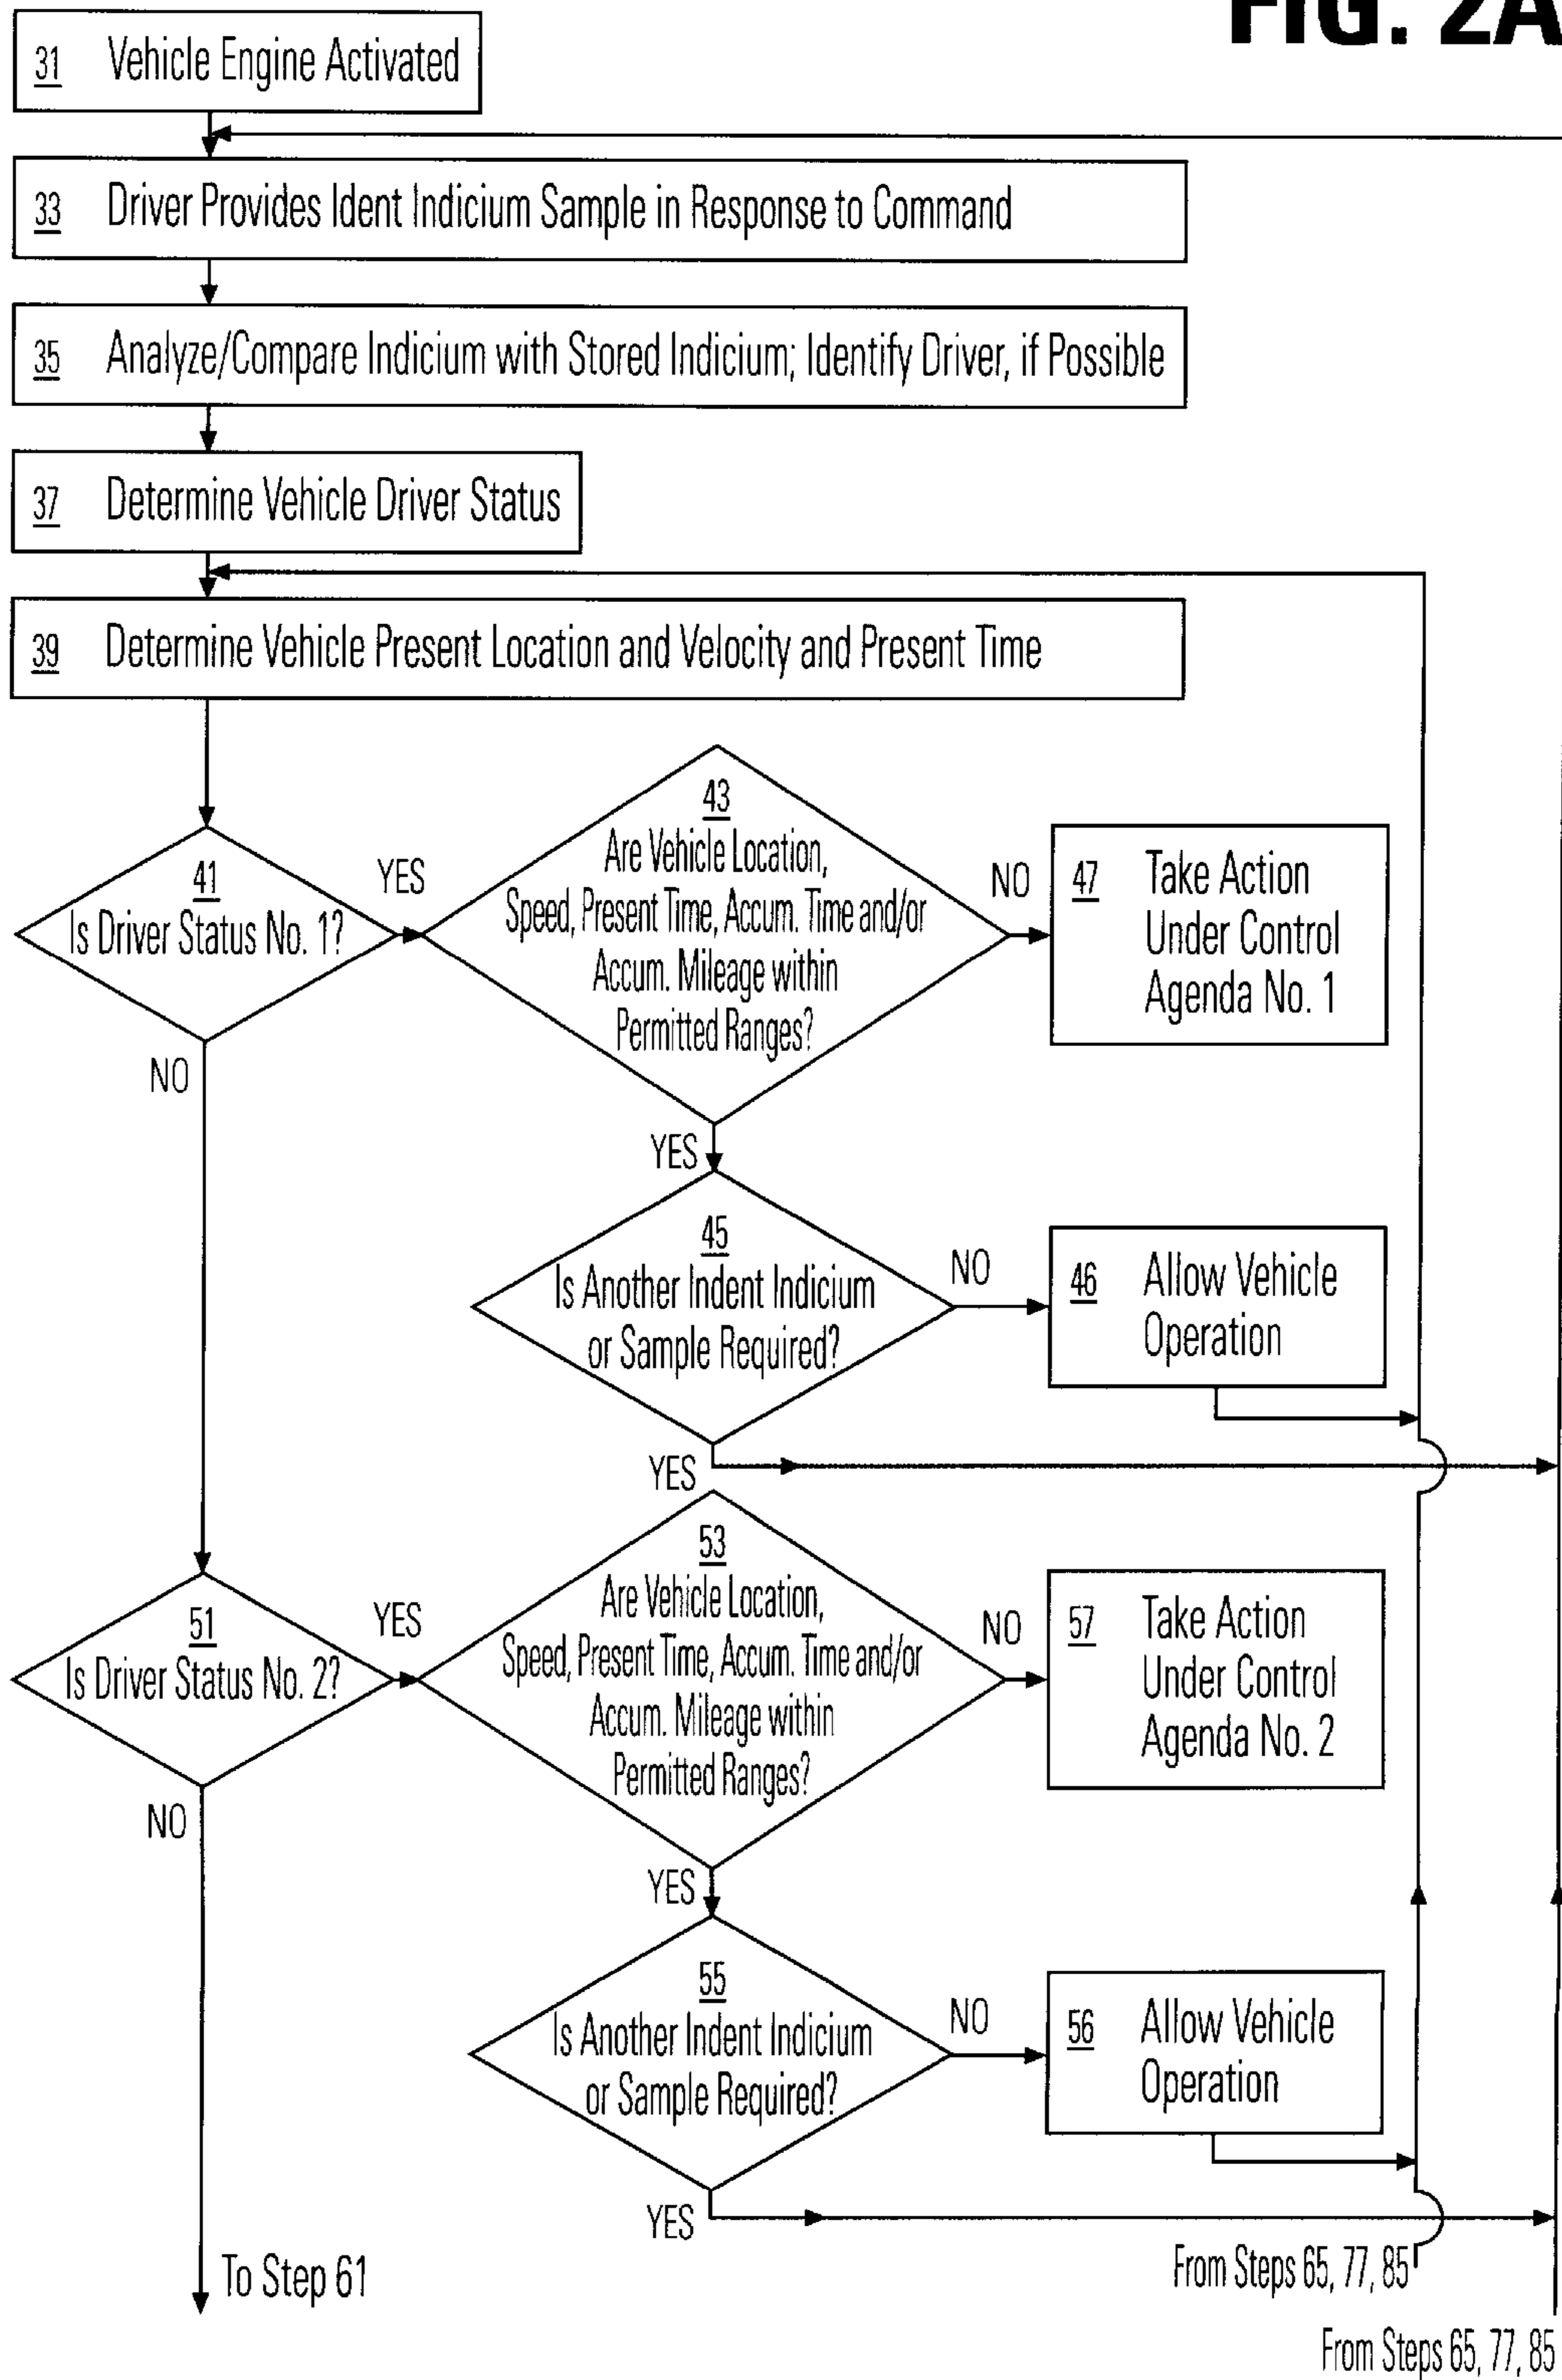 FIG. 2A
31 Vehicle Engine Activated
33 Driver Provides Ident Indicium Sample in Response to Command
35 Analyze/Compare Indicium with Stored Indicium; Identify Driver, if Possible
37 Determine Vehicle Driver Status
39 Determine Vehicle Present Location and Velocity and Present Time
41
Is Driver Status No. 1?
YES
NO
43
Are Vehicle Location,
Speed, Present Time, Accum. Time and/or
Accum. Mileage within
Permitted Ranges?
NO
47 Take Action
Under Control
Agenda No. 1
YES
45
Is Another Indent Indicium
or Sample Required?
NO
46 Allow Vehicle
Operation
YES
51
Is Driver Status No. 2?
YES
NO
53
Are Vehicle Location,
Speed, Present Time, Accum. Time and/or
Accum. Mileage within
Permitted Ranges?
NO
57 Take Action
Under Control
Agenda No. 2
YES
55
Is Another Indent Indicium
or Sample Required?
NO
56 Allow Vehicle
Operation
YES
To Step 61
From Steps 65, 77, 85
From Steps 65, 77, 85